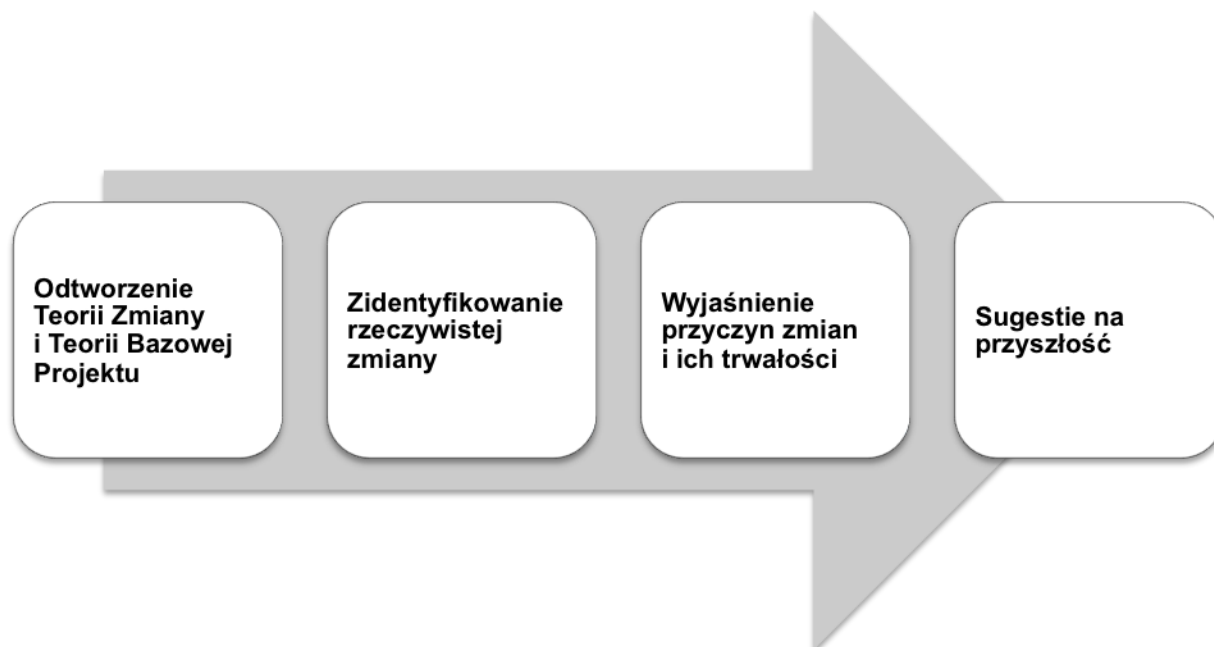 Odtworzenie
Teorii Zmiany
i Teorii Bazowej
Projektu
Zidentyfikowanie
rzeczywistej
zmiany
Wyjaśnienie
przyczyn zmian
i ich trwałości
Sugestie na
przyszłość